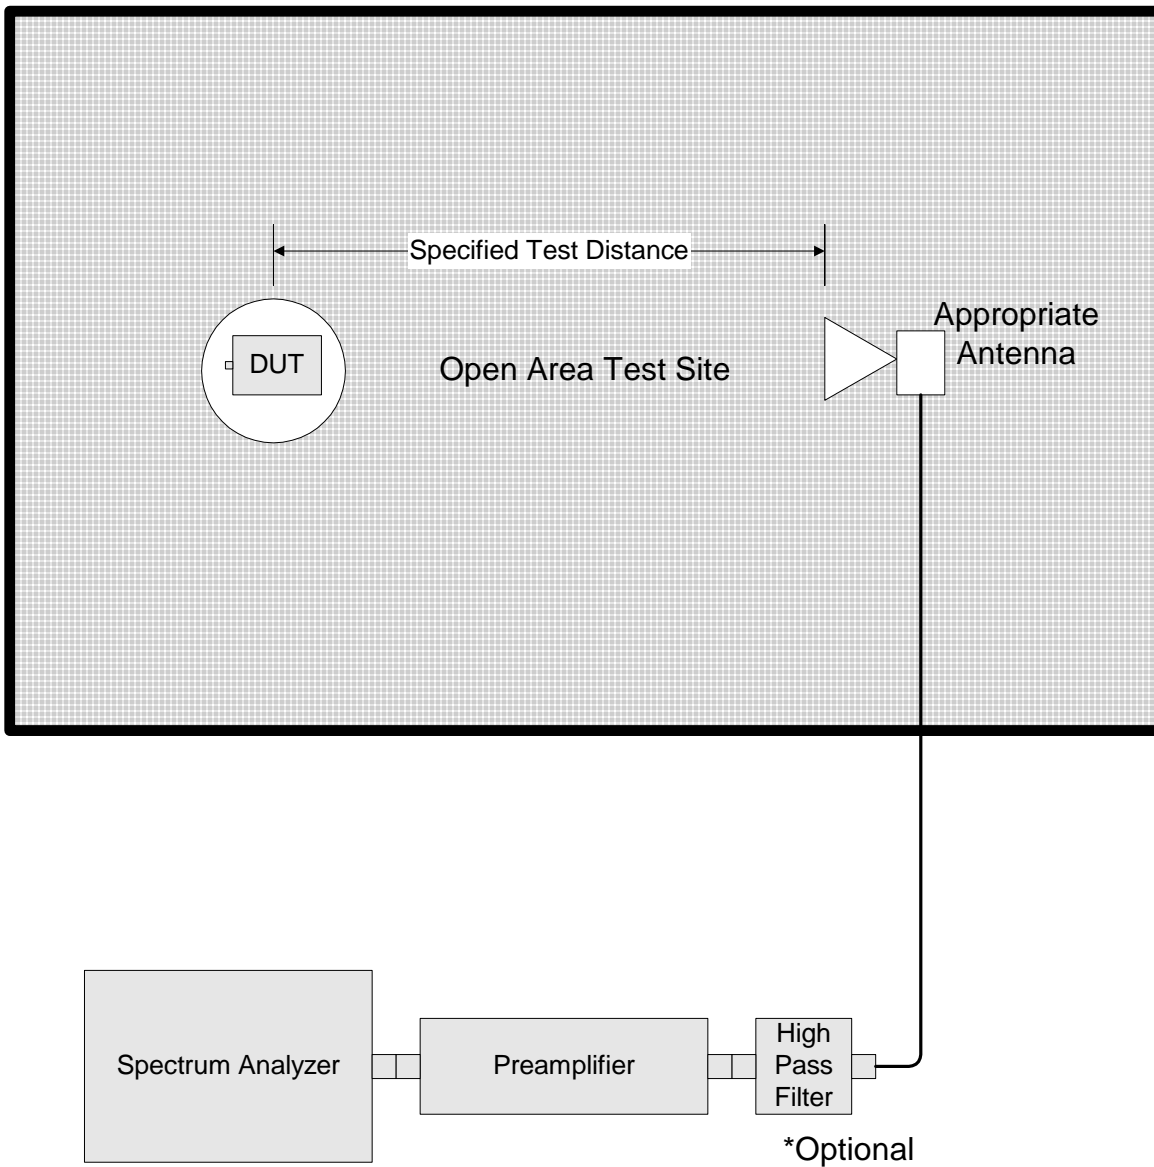 Specified Test Distance
DUT
Open Area Test Site
Appropriate
Antenna
Spectrum Analyzer
Preamplifier
High
Pass
Filter
*Optional